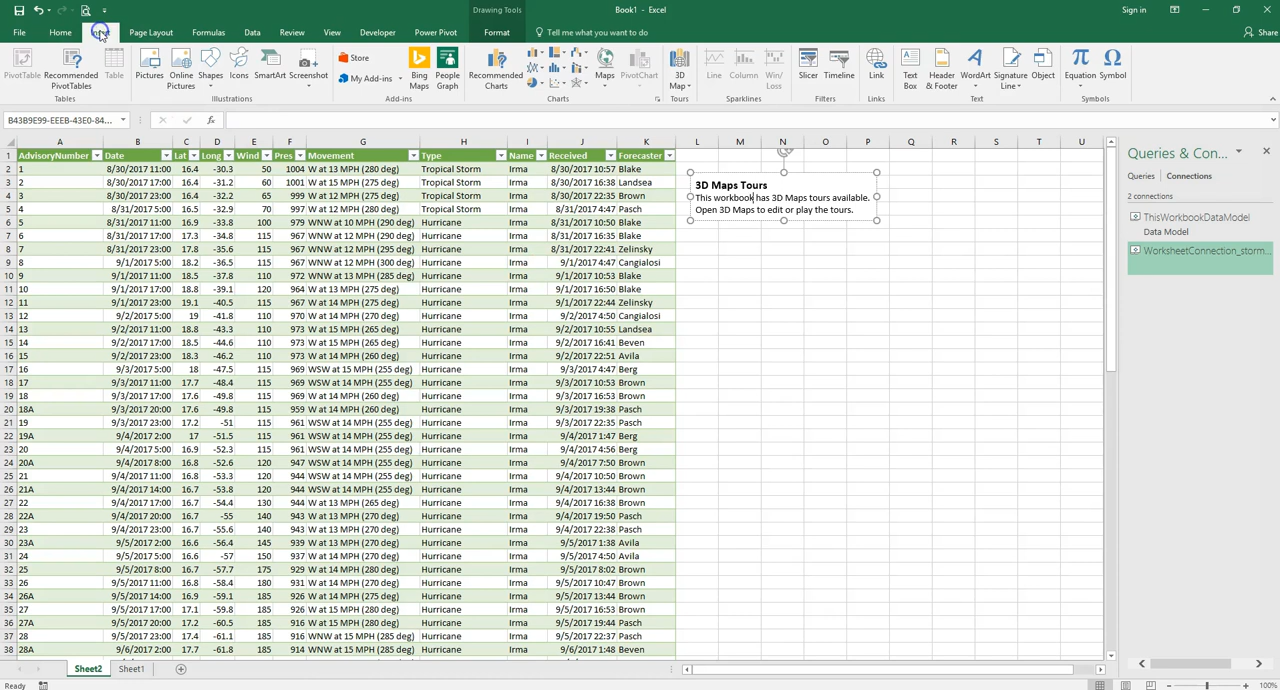 Drawing Tools
Book1 - Excel
Sign in
File Home Insert Page Layout Formulas Data Review View Developer Power Pivot Format Tell me what you want to do Share
PivotTable Recommended PivotTables Table Pictures Online Pictures Shapes Icons SmartArt Screenshot Store My Add-ins Bing Maps People Graph Recommended Charts Maps PivotChart 3D Map Line Column Win/Loss Slicer Timeline Link Text Box Header & Footer WordArt Signature Line Object Equation Symbol
Tables Illustrations Add-ins Charts Tours Sparklines Filters Links Text Symbols
B43B9E99-EEEB-43E0-84... fx
A B C D E F G H I J K L M N O P Q R S T U
1 AdvisoryNumber Date Lat Long Wind Pres Movement Type Name Received Forecaster
2 1 8/30/2017 11:00 16.4 -30.3 50 1004 W at 13 MPH (280 deg) Tropical Storm Irma 8/30/2017 10:57 Blake
3 2 8/30/2017 17:00 16.4 -31.2 60 1001 W at 15 MPH (275 deg) Tropical Storm Irma 8/30/2017 16:38 Landsea
4 3 8/30/2017 23:00 16.4 -32.2 65 999 W at 12 MPH (265 deg) Tropical Storm Irma 8/30/2017 22:35 Brown
5 4 8/31/2017 5:00 16.5 -32.9 70 997 W at 12 MPH (275 deg) Tropical Storm Irma 8/31/2017 4:47 Pasch
6 5 8/31/2017 11:00 16.9 -33.8 100 979 WNW at 10 MPH (290 deg) Hurricane Irma 8/31/2017 10:50 Blake
7 6 8/31/2017 17:00 17.3 -34.8 115 967 WNW at 12 MPH (290 deg) Hurricane Irma 8/31/2017 16:35 Blake
8 7 8/31/2017 23:00 17.8 -35.6 115 967 WNW at 12 MPH (295 deg) Hurricane Irma 8/31/2017 22:41 Zelinsky
9 8 9/1/2017 5:00 18.2 -36.5 115 967 WNW at 12 MPH (300 deg) Hurricane Irma 9/1/2017 4:47 Cangialosi
10 9 9/1/2017 11:00 18.5 -37.8 110 972 WNW at 13 MPH (285 deg) Hurricane Irma 9/1/2017 10:53 Blake
11 10 9/1/2017 17:00 18.8 -39.1 120 964 W at 13 MPH (275 deg) Hurricane Irma 9/1/2017 16:50 Blake
12 11 9/1/2017 23:00 19.1 -40.5 120 964 W at 15 MPH (275 deg) Hurricane Irma 9/1/2017 22:44 Zelinsky
13 12 9/2/2017 5:00 19 -41.8 110 970 W at 14 MPH (270 deg) Hurricane Irma 9/2/2017 4:50 Cangialosi
14 13 9/2/2017 11:00 18.8 -43.3 110 973 W at 15 MPH (265 deg) Hurricane Irma 9/2/2017 10:55 Landsea
15 14 9/2/2017 17:00 18.5 -44.6 110 973 WSW at 15 MPH (255 deg) Hurricane Irma 9/2/2017 16:41 Beven
16 15 9/2/2017 23:00 18.3 -46.2 110 973 W at 14 MPH (260 deg) Hurricane Irma 9/2/2017 22:51 Avila
17 16 9/3/2017 5:00 18 -47.5 115 969 WSW at 15 MPH (255 deg) Hurricane Irma 9/3/2017 4:47 Berg
18 17 9/3/2017 11:00 17.7 -48.4 115 969 WSW at 14 MPH (255 deg) Hurricane Irma 9/3/2017 10:53 Brown
19 18 9/3/2017 17:00 17.6 -49.8 115 969 W at 14 MPH (260 deg) Hurricane Irma 9/3/2017 16:53 Brown
20 18A 9/3/2017 20:00 17.6 -49.8 115 959 W at 14 MPH (260 deg) Hurricane Irma 9/3/2017 19:38 Pasch
21 19 9/3/2017 23:00 17.2 -51 115 961 WSW at 14 MPH (255 deg) Hurricane Irma 9/3/2017 22:35 Pasch
22 19A 9/4/2017 2:00 17 -51.5 115 961 WSW at 14 MPH (255 deg) Hurricane Irma 9/4/2017 1:47 Berg
23 20 9/4/2017 5:00 16.9 -52.3 115 961 WSW at 14 MPH (255 deg) Hurricane Irma 9/4/2017 4:56 Berg
24 20A 9/4/2017 8:00 16.8 -52.6 120 947 WSW at 14 MPH (255 deg) Hurricane Irma 9/4/2017 7:50 Brown
25 21 9/4/2017 11:00 16.8 -53.3 120 944 WSW at 14 MPH (255 deg) Hurricane Irma 9/4/2017 10:50 Brown
26 21A 9/4/2017 14:00 16.7 -53.8 120 944 WSW at 14 MPH (255 deg) Hurricane Irma 9/4/2017 13:44 Brown
27 22 9/4/2017 17:00 16.7 -54.4 130 944 W at 13 MPH (265 deg) Hurricane Irma 9/4/2017 16:38 Brown
28 22A 9/4/2017 20:00 16.7 -55 140 943 W at 13 MPH (270 deg) Hurricane Irma 9/4/2017 19:50 Pasch
29 23 9/4/2017 23:00 16.7 -55.6 140 943 W at 13 MPH (270 deg) Hurricane Irma 9/4/2017 22:38 Pasch
30 23A 9/5/2017 2:00 16.6 -56.4 145 939 W at 13 MPH (270 deg) Hurricane Irma 9/5/2017 1:38 Avila
31 24 9/5/2017 5:00 16.6 -57 150 937 W at 14 MPH (270 deg) Hurricane Irma 9/5/2017 4:50 Avila
32 25 9/5/2017 8:00 16.7 -57.7 175 929 W at 14 MPH (280 deg) Hurricane Irma 9/5/2017 8:02 Brown
33 26 9/5/2017 11:00 16.8 -58.4 180 931 W at 14 MPH (270 deg) Hurricane Irma 9/5/2017 10:47 Brown
34 26A 9/5/2017 14:00 16.9 -59.1 185 926 W at 14 MPH (275 deg) Hurricane Irma 9/5/2017 13:44 Brown
35 27 9/5/2017 17:00 17.1 -59.8 185 926 W at 15 MPH (280 deg) Hurricane Irma 9/5/2017 16:53 Brown
36 27A 9/5/2017 20:00 17.2 -60.5 185 916 W at 15 MPH (280 deg) Hurricane Irma 9/5/2017 19:44 Pasch
37 28 9/5/2017 23:00 17.4 -61.1 185 914 WNW at 15 MPH (285 deg) Hurricane Irma 9/5/2017 22:37 Pasch
38 28A 9/6/2017 2:00 17.7 -61.8 185 914 WNW at 15 MPH (285 deg) Hurricane Irma 9/6/2017 1:48 Beven
3D Maps Tours
This workbook has 3D Maps tours available.
Open 3D Maps to edit or play the tours.
Queries & Con...
Queries Connections
2 connections
ThisWorkbookDataModel
Data Model
WorksheetConnection_storm...
Sheet2 Sheet1
Ready
100%